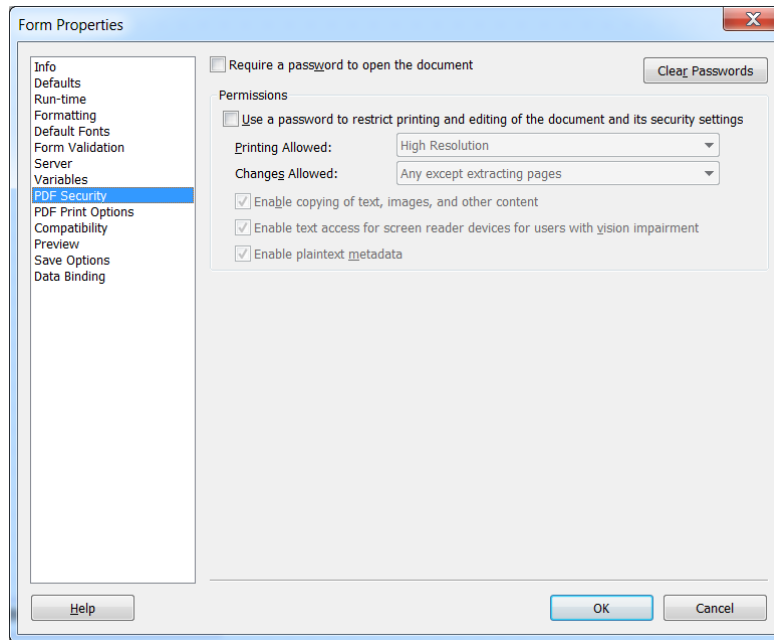 Form Properties
Info
Defaults
Run-time
Formatting
Default Fonts
Form Validation
Server
Variables
PDF Security
PDF Print Options
Compatibility
Preview
Save Options
Data Binding
Require a password to open the document
Clear Passwords
Permissions
Use a password to restrict printing and editing of the document and its security settings
Printing Allowed: High Resolution
Changes Allowed: Any except extracting pages
Enable copying of text, images, and other content
Enable text access for screen reader devices for users with vision impairment
Enable plaintext metadata
Help OK Cancel